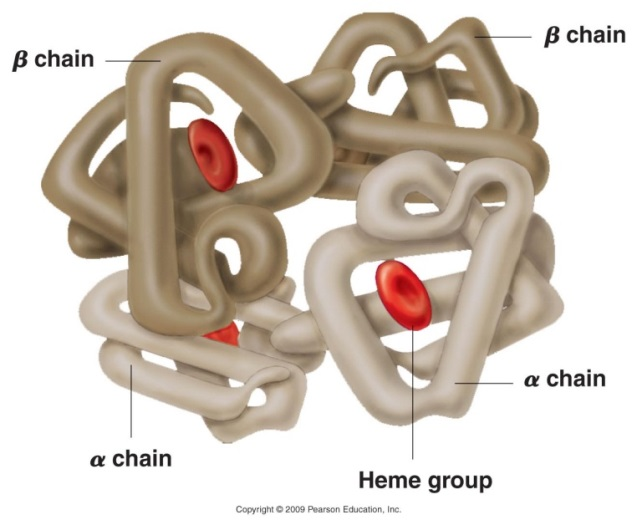 β chain
β chain
α chain
α chain
Heme group
Copyright © 2009 Pearson Education, Inc.